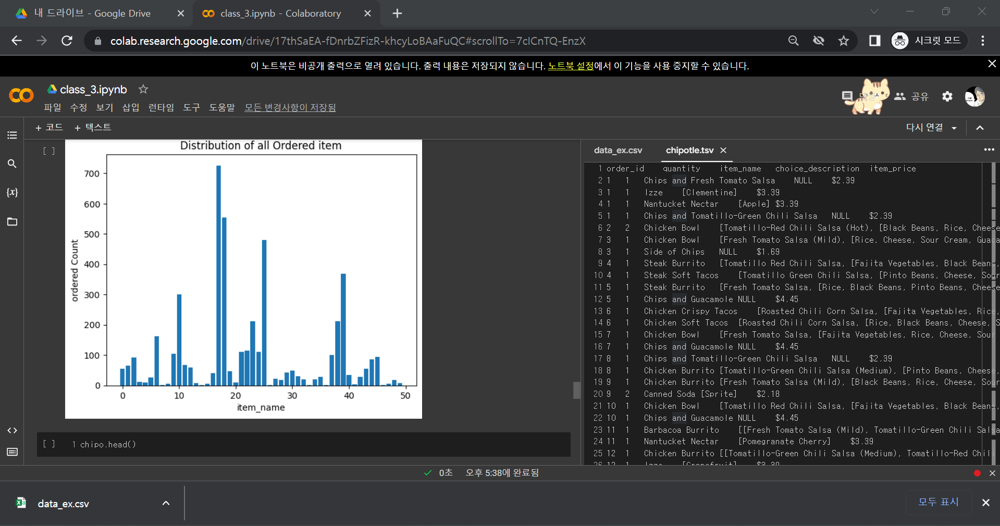 내 드라이브 - Google Drive
class_3.ipynb - Colaboratory
colab.research.google.com/drive/17thSaEA-fDnrbZFizR-khcyLoBAaFuQC#scrollTo=7cICnTQ-EnzX
시크릿 모드
이 노트북은 비공개 출력으로 열려 있습니다. 출력 내용은 저장되지 않습니다. 노트북 설정에서 이 기능을 사용 중지할 수 있습니다.
class_3.ipynb
공유
파일 수정 보기 삽입 런타임 도구 도움말 모든 변경사항이 저장됨
+ 코드 + 텍스트
다시 연결
[ ]
Distribution of all Ordered item
700
600
500
400
300
200
100
0
ordered Count
0 10 20 30 40 50
item_name
[ ] 1 chipo.head()
data_ex.csv chipotle.tsv
1 order_id quantity item_name choice_description item_price
2 1 1 Chips and Fresh Tomato Salsa NULL $2.39
3 1 1 Izze [Clementine] $3.39
4 1 1 Nantucket Nectar [Apple] $3.39
5 1 1 Chips and Tomatillo-Green Chili Salsa NULL $2.39
6 2 2 Chicken Bowl [Tomatillo-Red Chili Salsa (Hot), [Black Beans, Rice, Cheese
7 3 1 Chicken Bowl [Fresh Tomato Salsa (Mild), [Rice, Cheese, Sour Cream, Guaca
8 3 1 Side of Chips NULL $1.69
9 4 1 Steak Burrito [Tomatillo Red Chili Salsa, [Fajita Vegetables, Black Beans,
10 4 1 Steak Soft Tacos [Tomatillo Green Chili Salsa, [Pinto Beans, Cheese, Sour
11 5 1 Steak Burrito [Fresh Tomato Salsa, [Rice, Black Beans, Pinto Beans, Cheese
12 5 1 Chips and Guacamole NULL $4.45
13 6 1 Chicken Crispy Tacos [Roasted Chili Corn Salsa, [Fajita Vegetables, Rice,
14 6 1 Chicken Soft Tacos [Roasted Chili Corn Salsa, [Rice, Black Beans, Cheese, S
15 7 1 Chicken Bowl [Fresh Tomato Salsa, [Fajita Vegetables, Rice, Cheese, Sour
16 7 1 Chips and Guacamole NULL $4.45
17 8 1 Chips and Tomatillo-Green Chili Salsa NULL $2.39
18 8 1 Chicken Burrito [Tomatillo-Green Chili Salsa (Medium), [Pinto Beans, Cheese,
19 9 1 Chicken Burrito [Fresh Tomato Salsa (Mild), [Black Beans, Rice, Cheese, Sour
20 9 2 Canned Soda [Sprite] $2.18
21 10 1 Chicken Bowl [Tomatillo Red Chili Salsa, [Fajita Vegetables, Black Beans,
22 10 1 Chips and Guacamole NULL $4.45
23 11 1 Barbacoa Burrito [[Fresh Tomato Salsa (Mild), Tomatillo-Green Chili Salsa
24 11 1 Nantucket Nectar [Pomegranate Cherry] $3.39
25 12 1 Chicken Burrito [[Tomatillo-Green Chili Salsa (Medium), Tomatillo-Red Chili
26 12 1 Izze [Grapefruit] $3.39
0초 오후 5:38에 완료됨
data_ex.csv
모두 표시